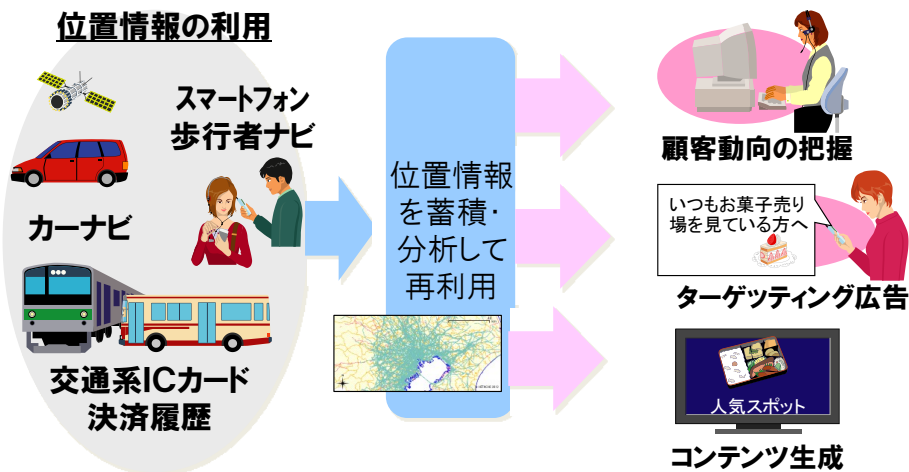 位置情報の利用
スマートフォン
歩行者ナビ
カーナビ
交通系ICカード
決済履歴
位置情報
を蓄積・
分析して
再利用
顧客動向の把握
いつもお菓子売り
場を見ている方へ
ターゲッティング広告
人気スポット
コンテンツ生成